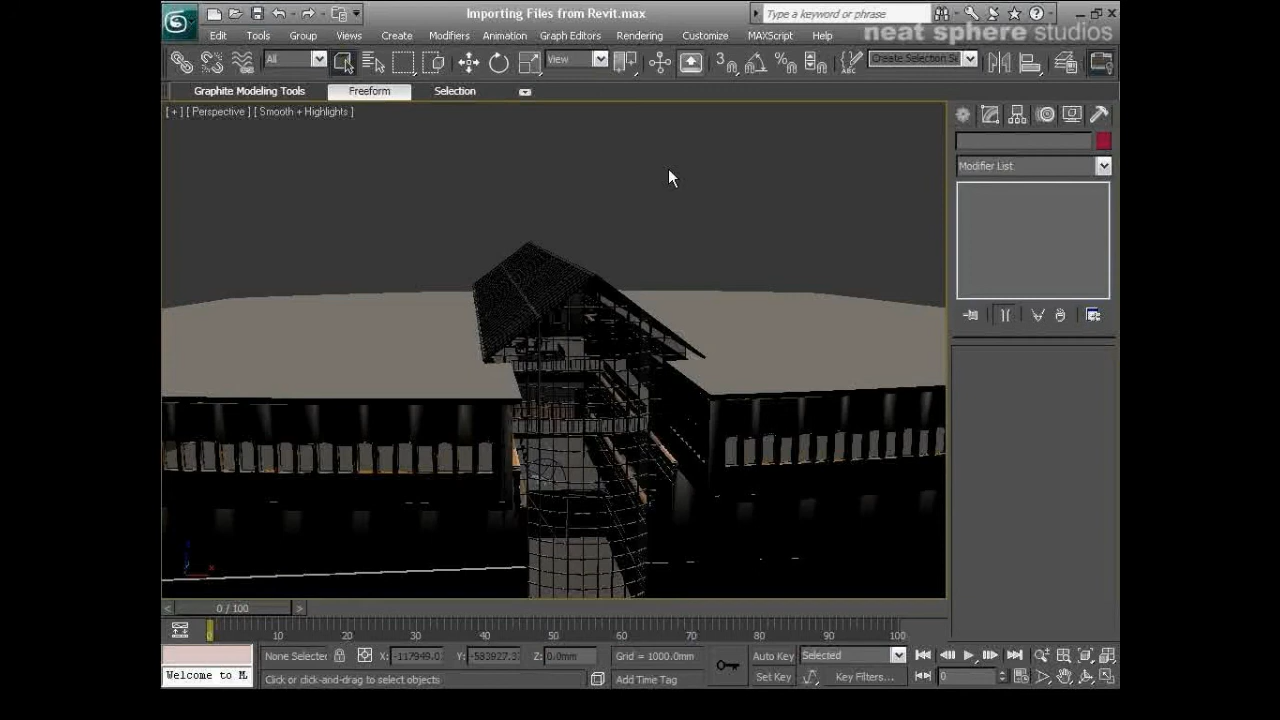 Importing Files from Revit.max
Type a keyword or phrase
Edit Tools Group Views Create Modifiers Animation Graph Editors Rendering Customize MAXScript Help
neat sphere studios
All
View
3
Create Selection Se
Graphite Modeling Tools Freeform Selection
[ + ] [ Perspective ] [ Smooth + Highlights ]
Modifier List
< 0 / 100 >
0 10 20 30 40 50 60 70 80 90 100
None Selecter X: Y: Z: 0.0mm Grid = 1000.0mm Auto Key Selected
Welcome to M Click or click-and-drag to select objects Add Time Tag Set Key Key Filters... 0